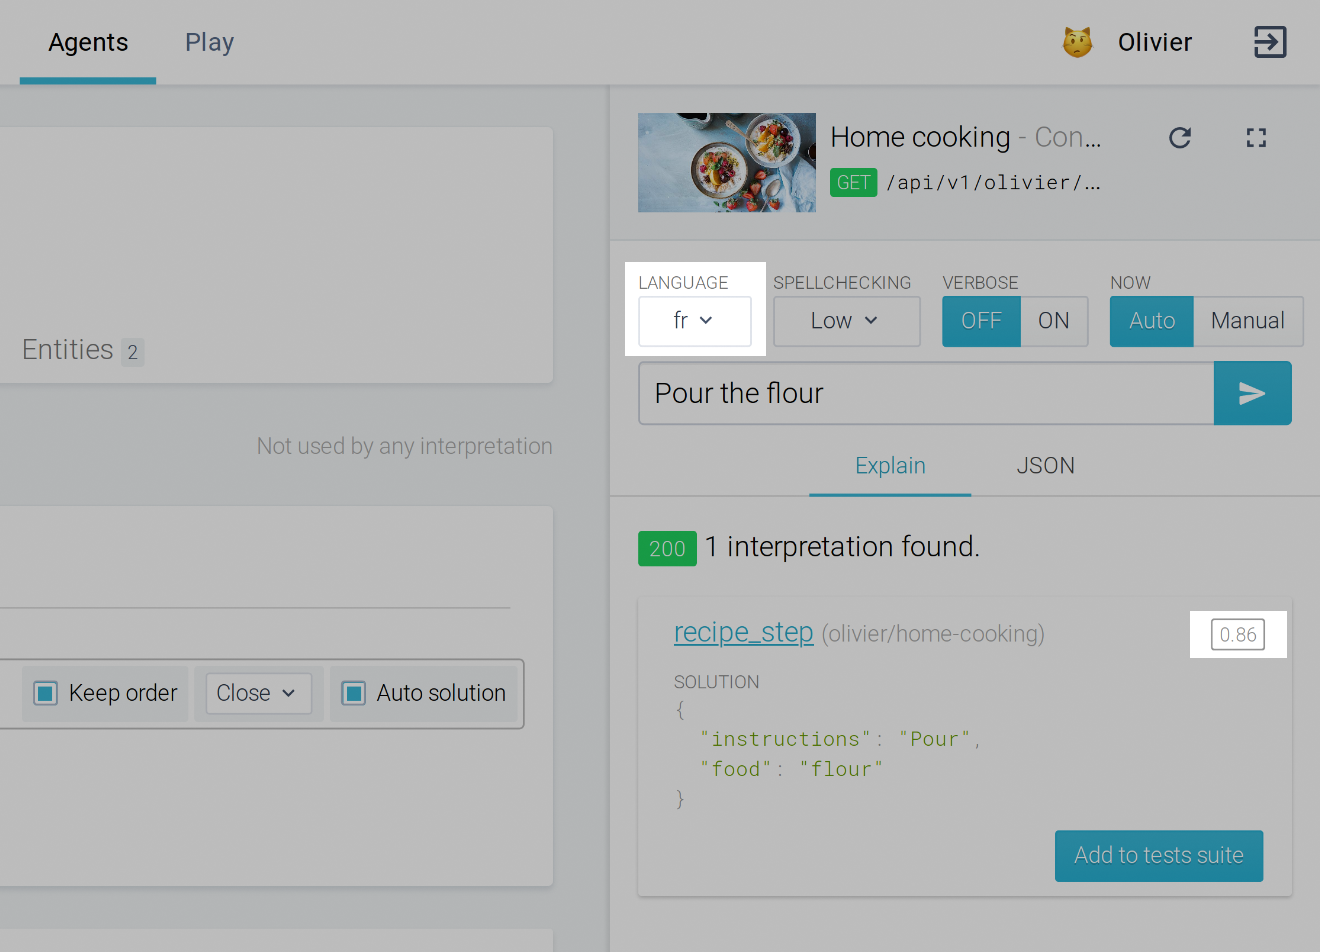 Agents
Play
Olivier
Home cooking - Con...
GET /api/v1/olivier/...
LANGUAGE
SPELLCHECKING
VERBOSE
NOW
fr
Low
OFF
ON
Auto
Manual
Entities 2
Pour the flour
Not used by any interpretation
Explain
JSON
200 1 interpretation found.
recipe_step (olivier/home-cooking)
0.86
Keep order
Close
Auto solution
SOLUTION
{
"instructions": "Pour",
"food": "flour"
}
Add to tests suite